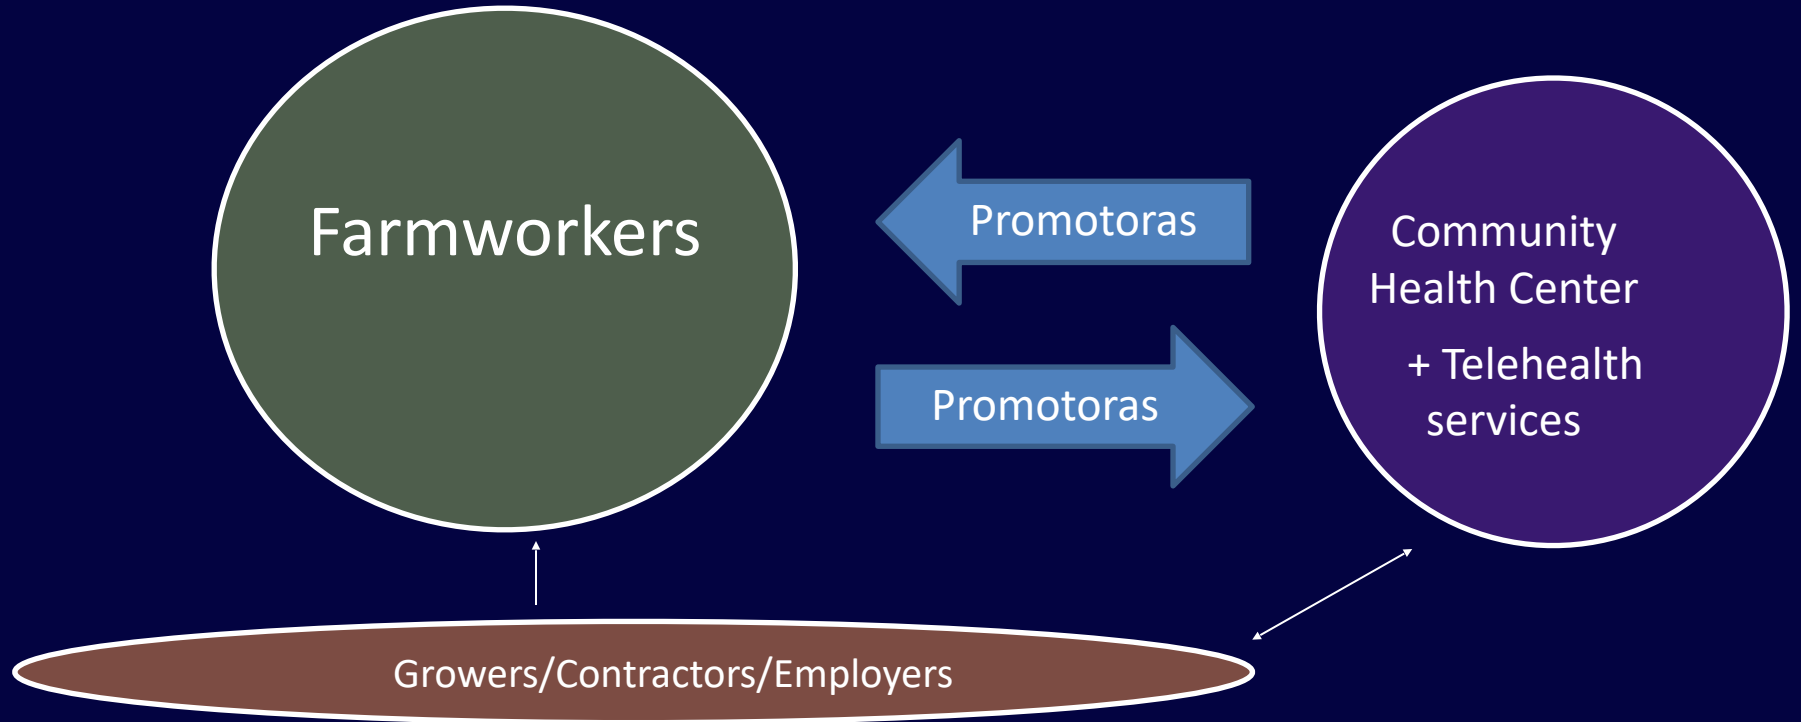 Farmworkers
Promotoras
Promotoras
Community
Health Center
+ Telehealth
services
Growers/Contractors/Employers